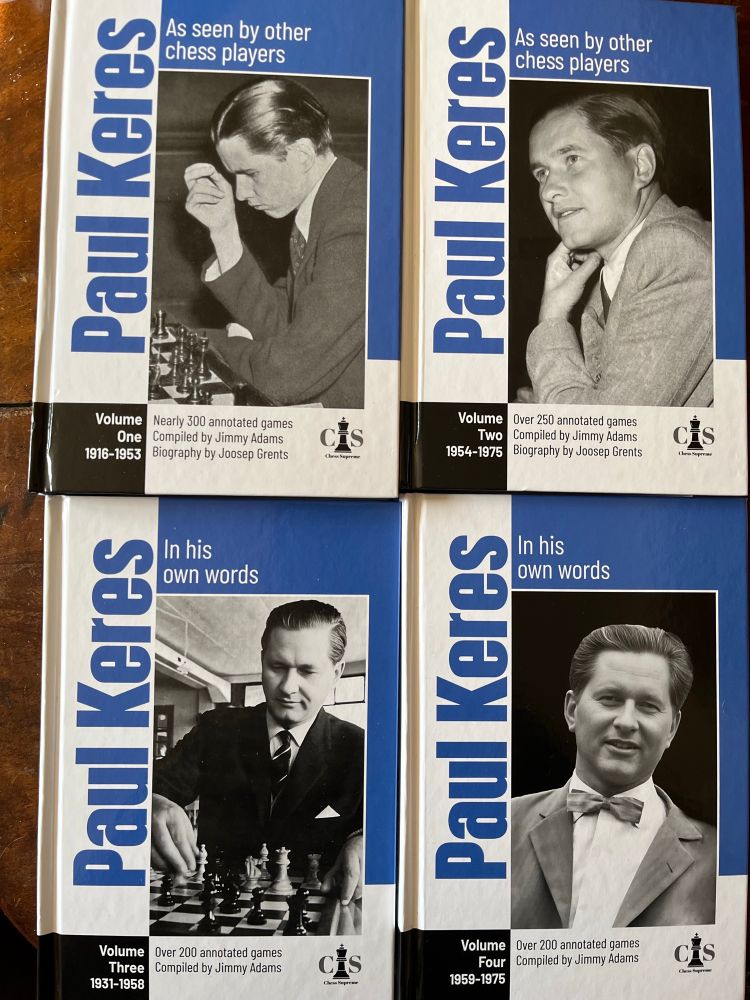 Paul Keres
As seen by other
chess players
Volume
One
1916-1953
Nearly 300 annotated games
Compiled by Jimmy Adams
Biography by Joosep Grents
CS
Chess Supreme
Paul Keres
As seen by other
chess players
Volume
Two
1954-1975
Over 250 annotated games
Compiled by Jimmy Adams
Biography by Joosep Grents
CS
Chess Supreme
Paul Keres
In his
own words
Volume
Three
1931-1958
Over 200 annotated games
Compiled by Jimmy Adams
CS
Chess Supreme
Paul Keres
In his
own words
Volume
Four
1959-1975
Over 200 annotated games
Compiled by Jimmy Adams
CS
Chess Supreme